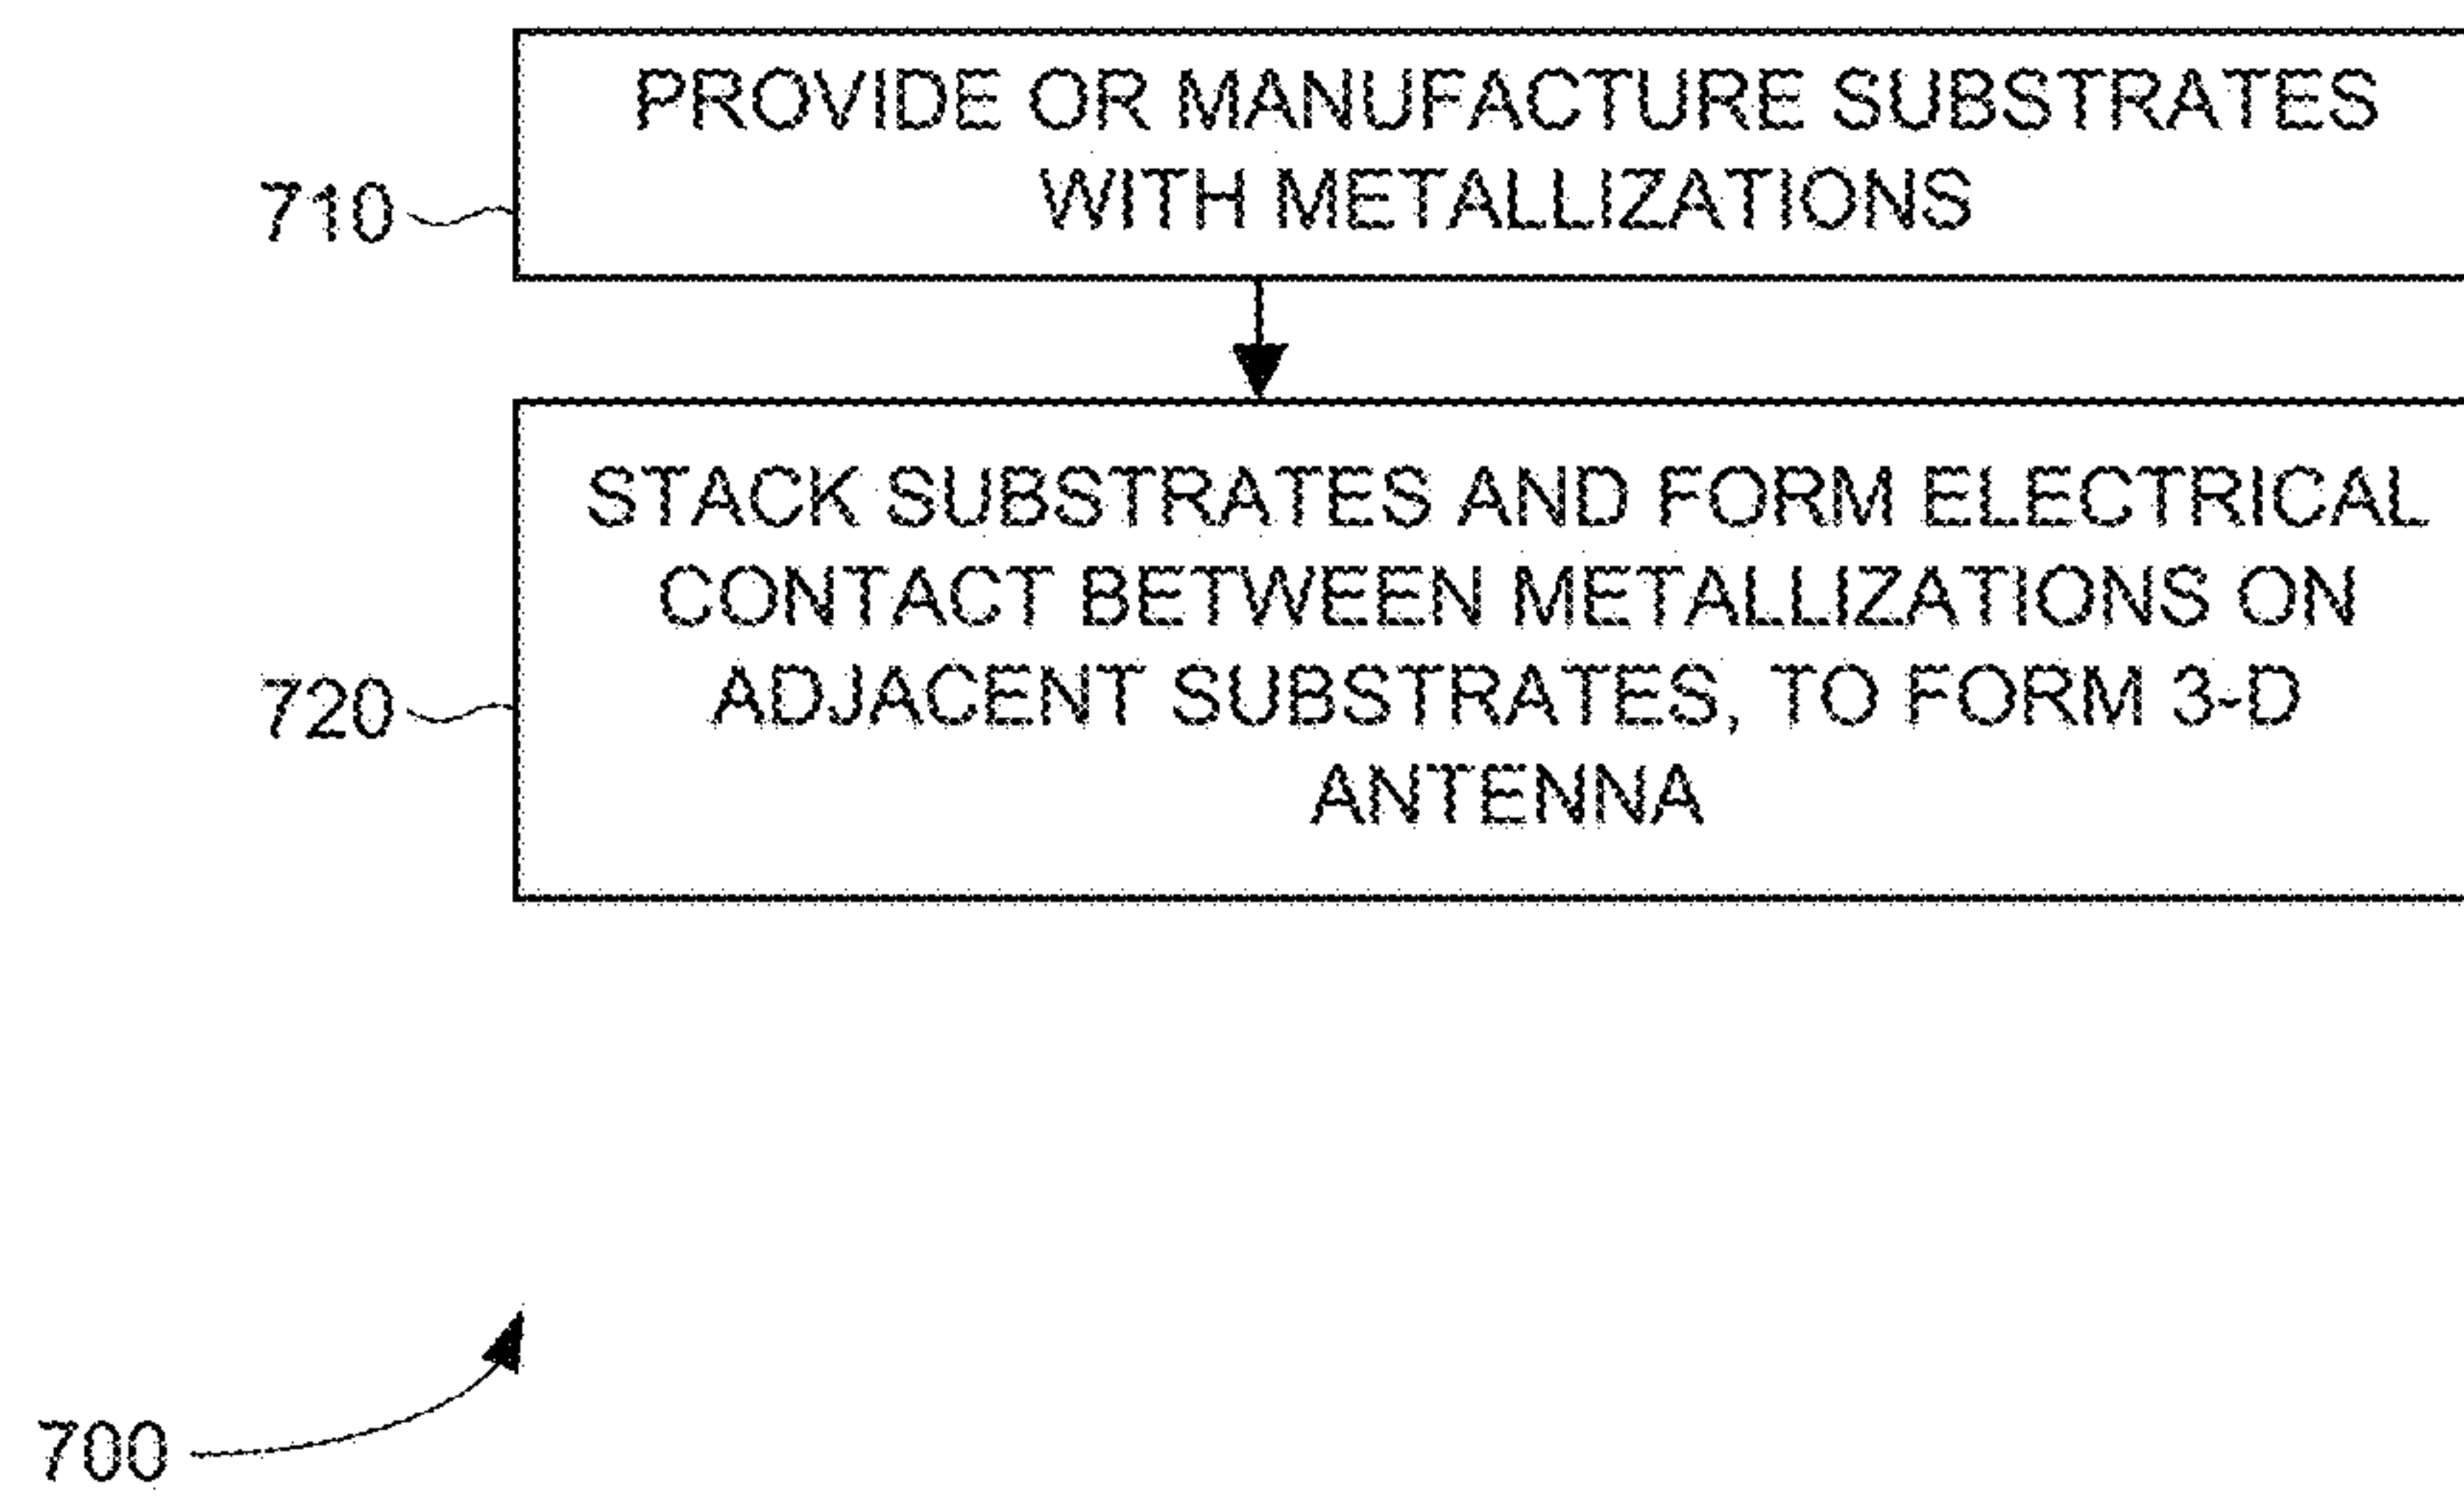 PROVIDE OR MANUFACTURE SUBSTRATES
WITH METALLIZATIONS
710
STACK SUBSTRATES AND FORM ELECTRICAL
CONTACT BETWEEN METALLIZATIONS ON
ADJACENT SUBSTRATES, TO FORM 3-D
ANTENNA
720
700